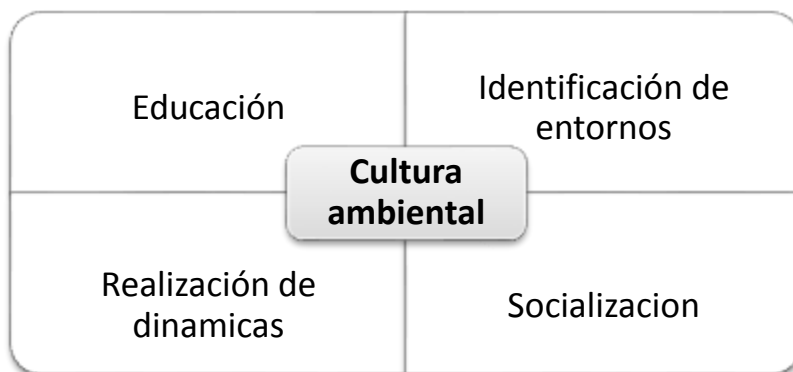 Educación
Identificación de
entornos
Cultura
ambiental
Realización de
dinamicas
Socializacion